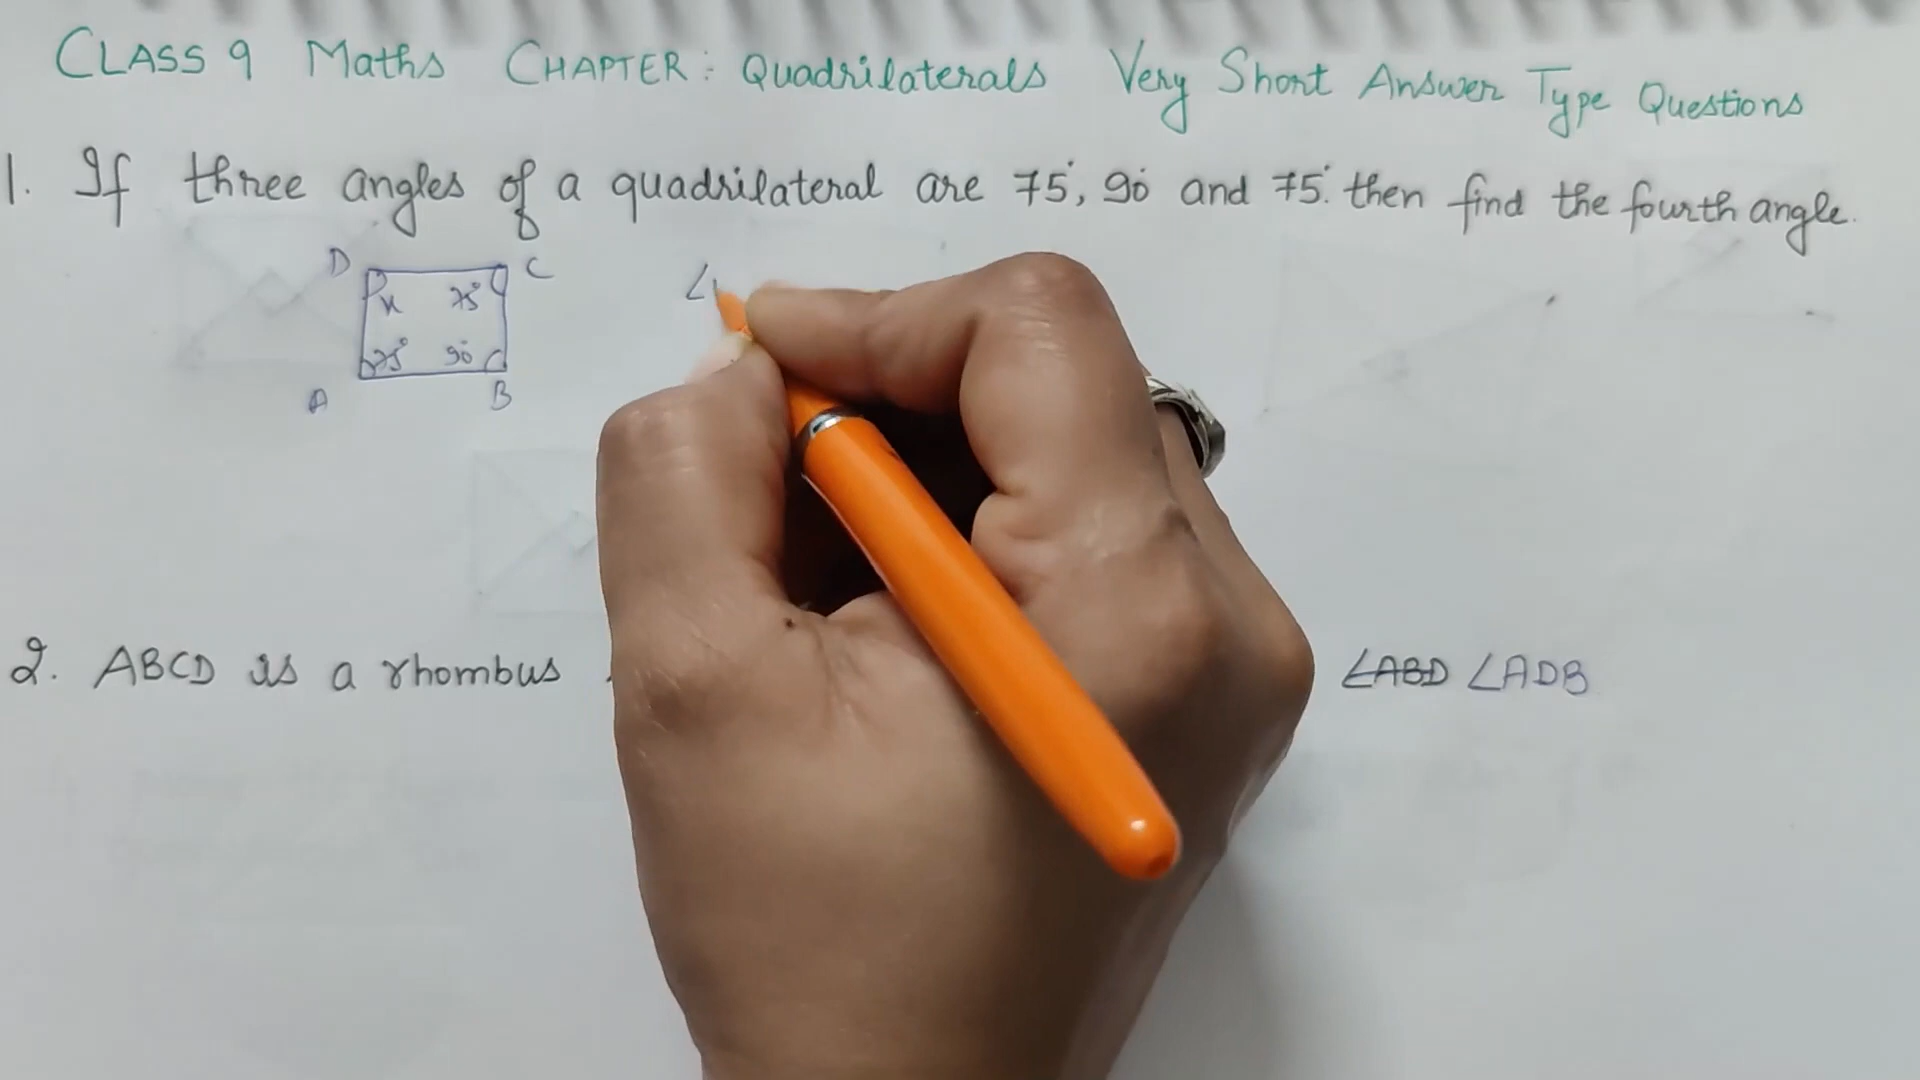 CLASS 9 Maths CHAPTER: Quadrilaterals Very Short Answer Type Questions
1. If three angles of a quadrilateral are 75°, 90° and 75°. then find the fourth angle.
D C
x 75°
75° 90°
A B
∠
2. ABCD is a rhombus ∠ABD ∠ADB